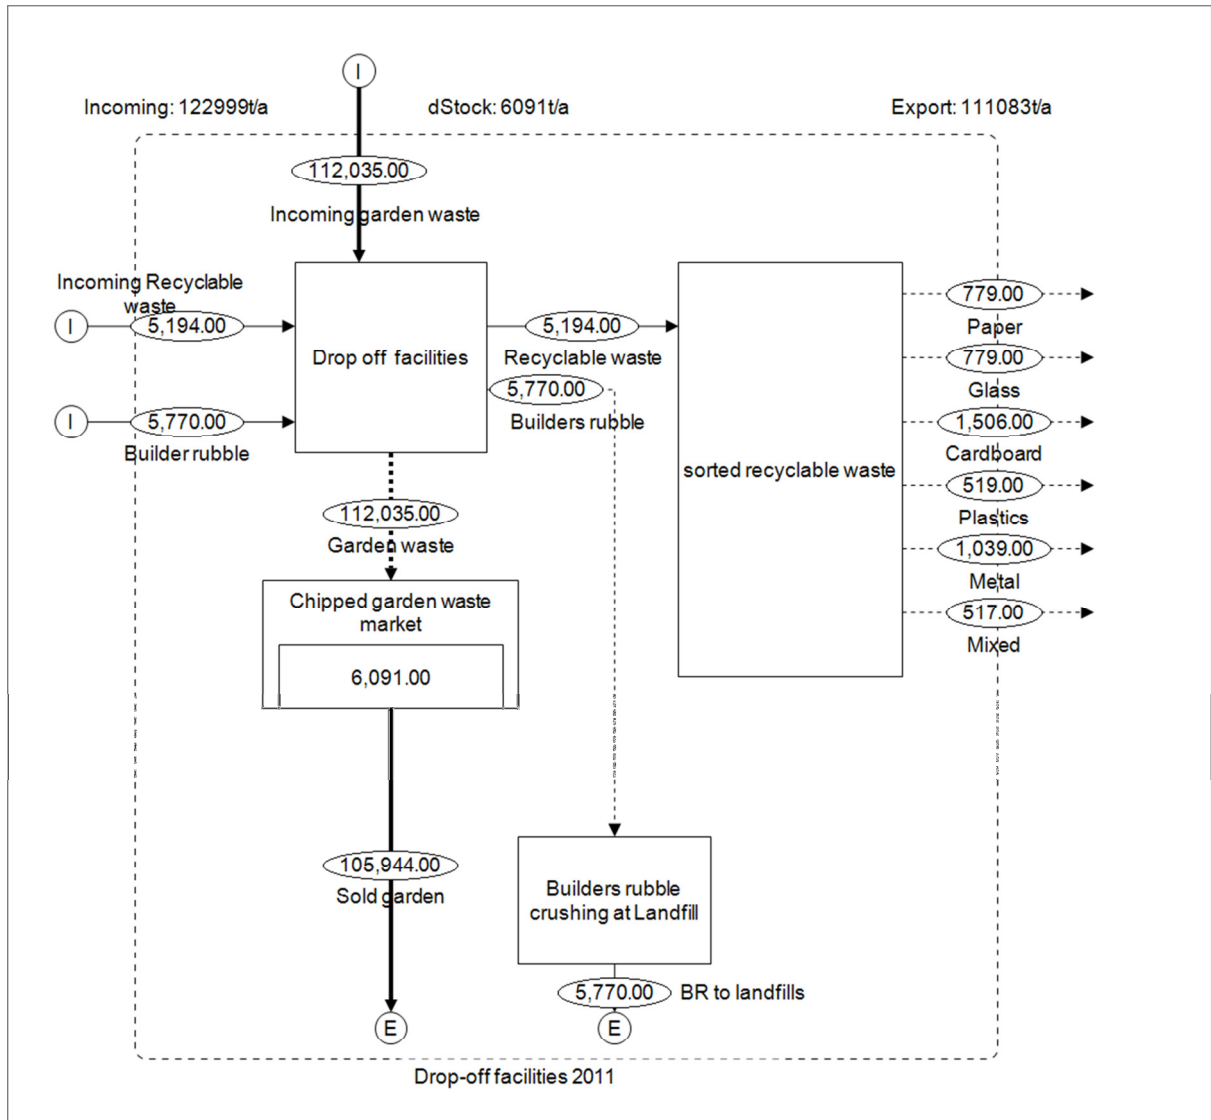 I
Incoming: 122999t/a
dStock: 6091t/a
Export: 111083t/a
112,035.00
Incoming garden waste
Incoming Recyclable
waste
I
5,194.00
Drop off facilities
5,194.00
Recyclable waste
5,770.00
Builders rubble
I
5,770.00
Builder rubble
sorted recyclable waste
779.00
Paper
779.00
Glass
1,506.00
Cardboard
519.00
Plastics
1,039.00
Metal
517.00
Mixed
112,035.00
Garden waste
Chipped garden waste
market
6,091.00
105,944.00
Sold garden
E
Builders rubble
crushing at Landfill
5,770.00
BR to landfills
E
Drop-off facilities 2011